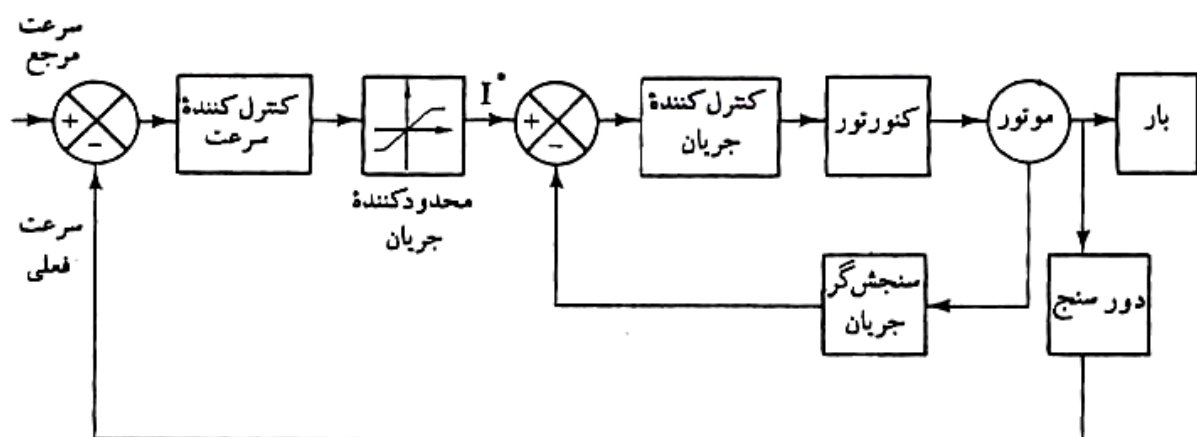 سرعت
مرجع
+
−
کنترل‌کنندهٔ
سرعت
I*
محدودکنندهٔ
جریان
+
−
کنترل‌کنندهٔ
جریان
کنورتور
موتور
بار
سرعت
فعلی
سنجش‌گر
جریان
دور سنج